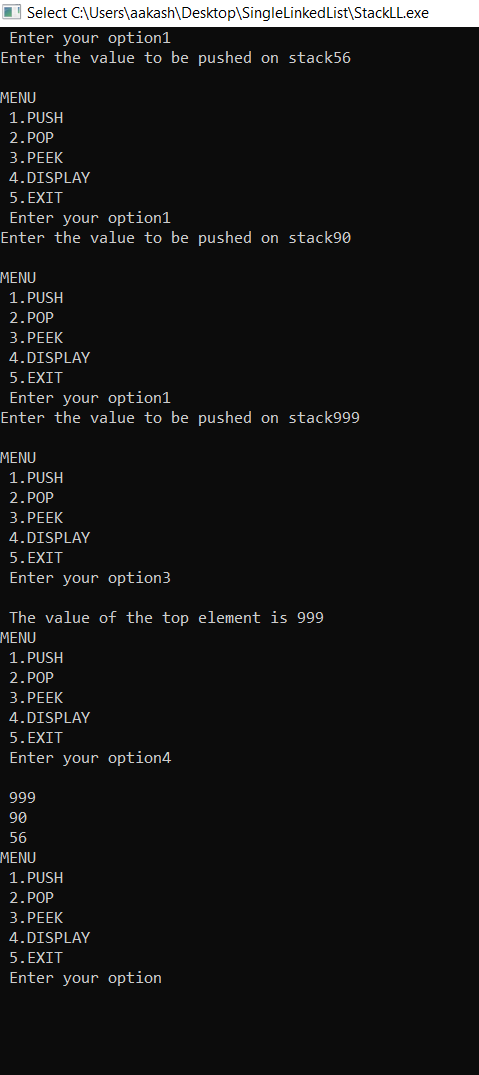 Select C:\Users\aakash\Desktop\SingleLinkedList\StackLL.exe
Enter your option1
Enter the value to be pushed on stack56
MENU
1.PUSH
2.POP
3.PEEK
4.DISPLAY
5.EXIT
Enter your option1
Enter the value to be pushed on stack90
MENU
1.PUSH
2.POP
3.PEEK
4.DISPLAY
5.EXIT
Enter your option1
Enter the value to be pushed on stack999
MENU
1.PUSH
2.POP
3.PEEK
4.DISPLAY
5.EXIT
Enter your option3
The value of the top element is 999
MENU
1.PUSH
2.POP
3.PEEK
4.DISPLAY
5.EXIT
Enter your option4
999
90
56
MENU
1.PUSH
2.POP
3.PEEK
4.DISPLAY
5.EXIT
Enter your option